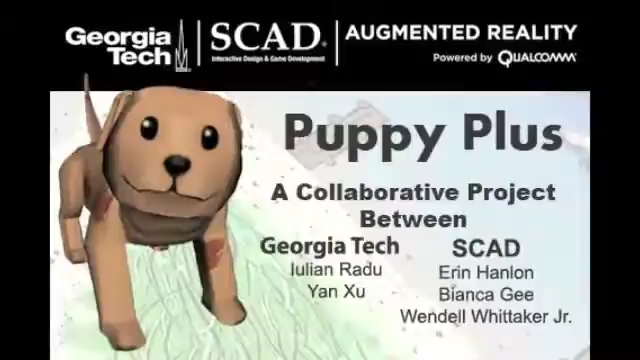 Georgia Tech
SCAD.
Interactive Design & Game Development
AUGMENTED REALITY
Powered by QUALCOMM
Puppy Plus
A Collaborative Project
Between
Georgia Tech
Iulian Radu
Yan Xu
SCAD
Erin Hanlon
Bianca Gee
Wendell Whittaker Jr.